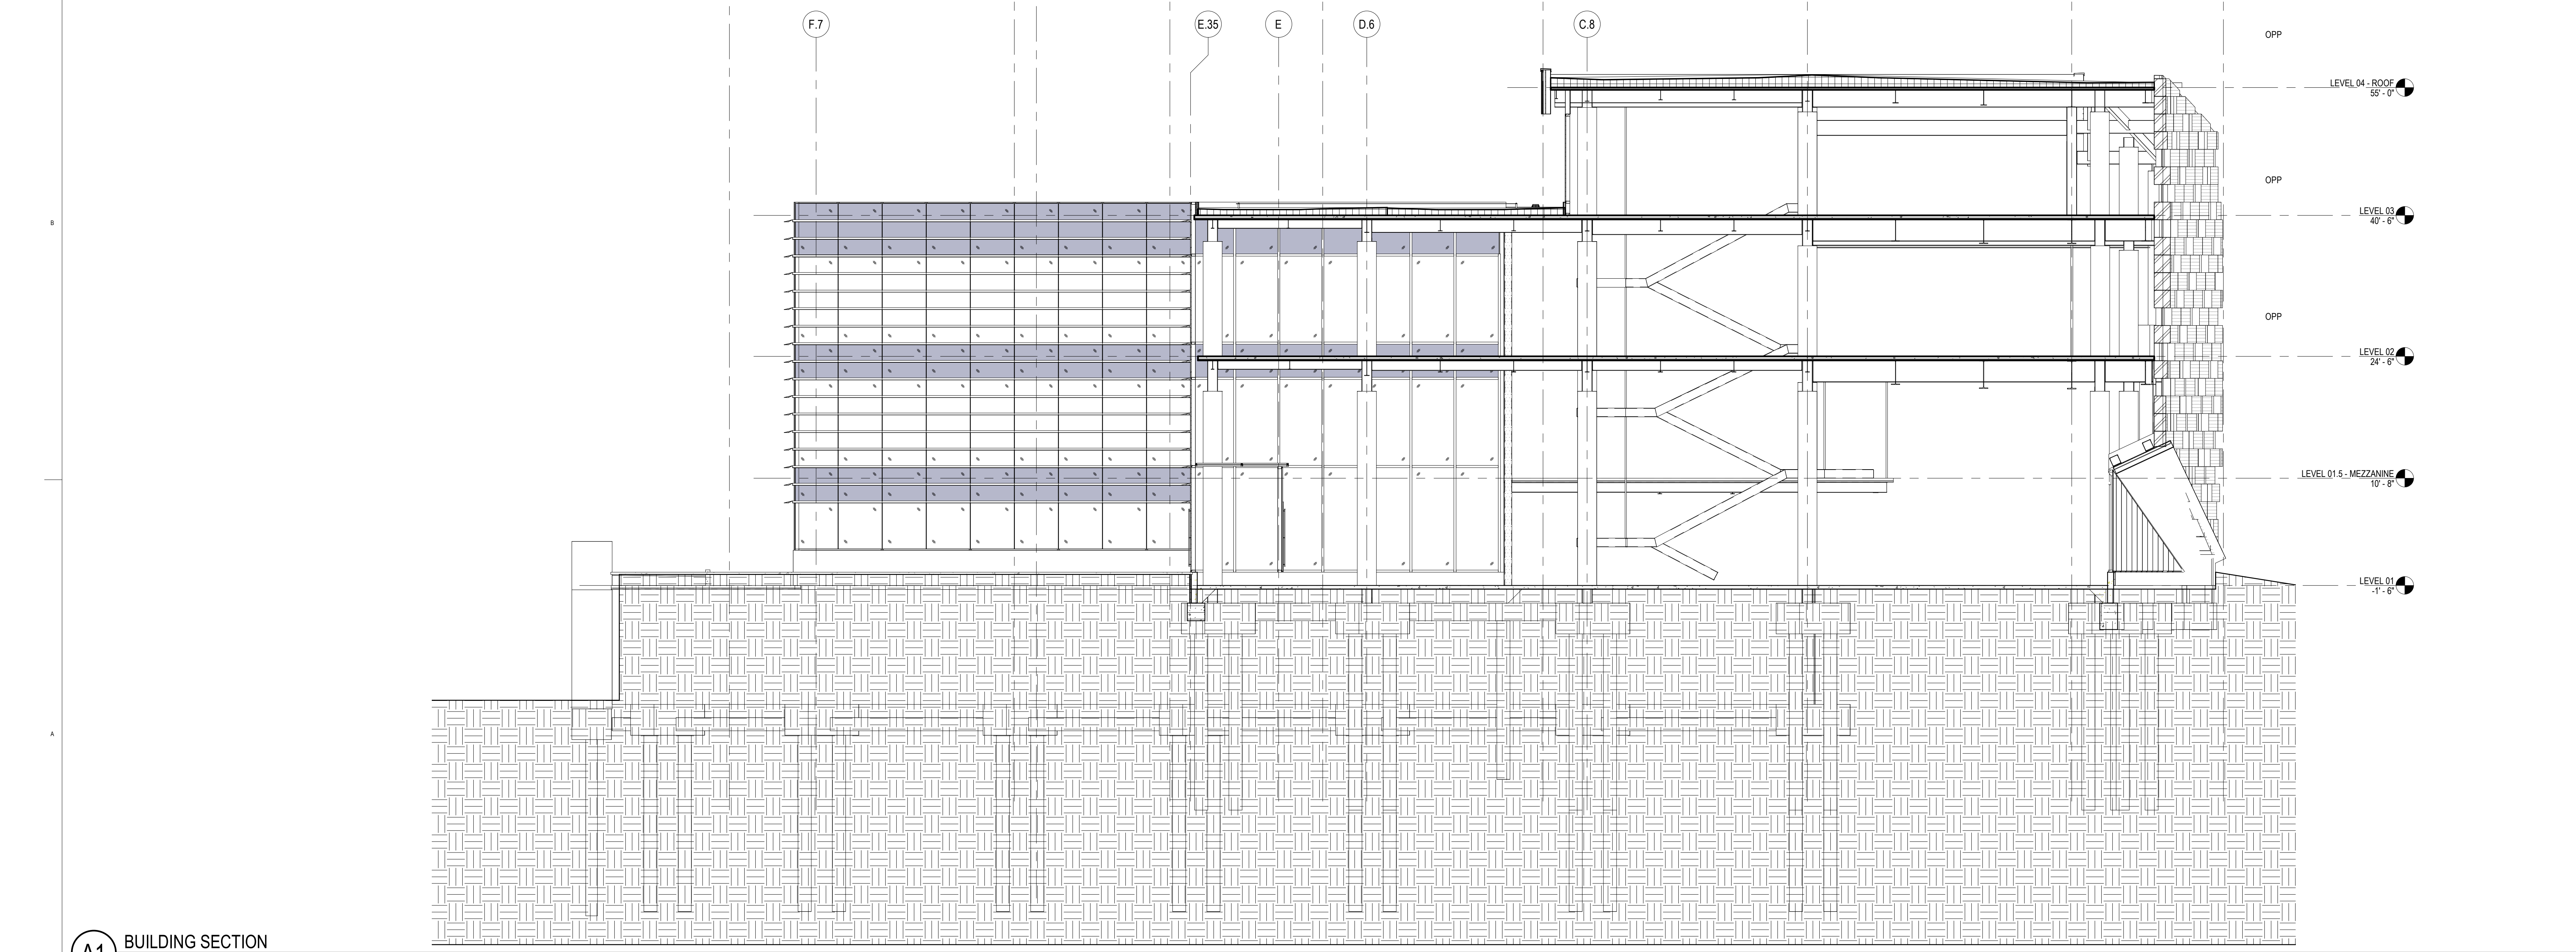 F.7
E.35
E
D.6
C.8
OPP
LEVEL 04 - ROOF
55' - 0"
OPP
LEVEL 03
40' - 6"
B
OPP
LEVEL 02
24' - 6"
LEVEL 01.5 - MEZZANINE
10' - 8"
LEVEL 01
-1' - 6"
A
A1
BUILDING SECTION